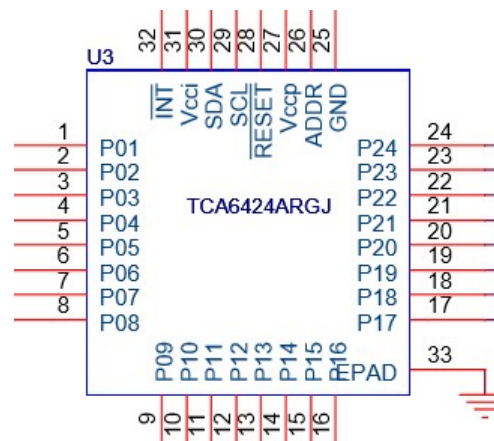 32 31 30 29 28 27 26 25
U3
INT Vcci SDA SCL RESET Vccp ADDR GND
1 P01 P24 24
2 P02 P23 23
3 P03 P22 22
4 P04 P21 21
5 P05 P20 20
6 P06 P19 19
7 P07 P18 18
8 P08 P17 17
TCA6424ARGJ
P09 P10 P11 P12 P13 P14 P15 P16
EPAD 33
9 10 11 12 13 14 15 16